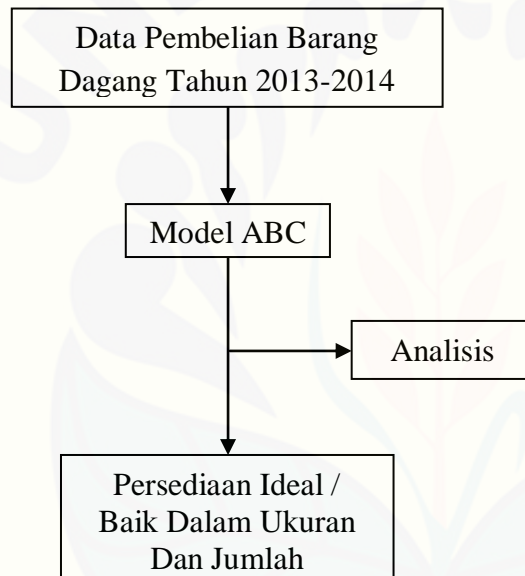 Data Pembelian Barang
Dagang Tahun 2013-2014
Model ABC
Analisis
Persediaan Ideal /
Baik Dalam Ukuran
Dan Jumlah